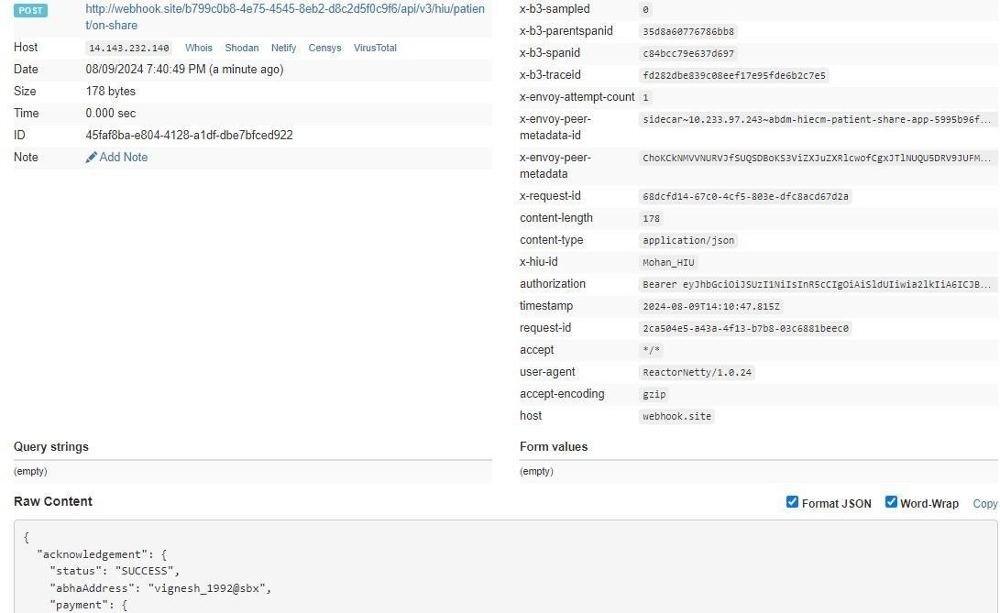 POST http://webhook.site/b799c0b8-4e75-4545-8eb2-d8c2d5f0c9f6/api/v3/hiu/patien
t/on-share
Host 14.143.232.140 Whois Shodan Netify Censys VirusTotal
Date 08/09/2024 7:40:49 PM (a minute ago)
Size 178 bytes
Time 0.000 sec
ID 45faf8ba-e804-4128-a1df-dbe7bfced922
Note Add Note
x-b3-sampled 0
x-b3-parentspanid 35d8a60776786bb8
x-b3-spanid c84bcc79e637d697
x-b3-traceid fd282dbe839c08eef17e95fde6b2c7e5
x-envoy-attempt-count 1
x-envoy-peer- sidecar~10.233.97.243~abdm-hiecm-patient-share-app-5995b96f...
metadata-id
x-envoy-peer- ChoKCkNMVVNURVJfSUQSDBoKS3ViZXJuZXRlcwofCgxJTlNUQU5DRV9JUFM...
metadata
x-request-id 68dcfd14-67c0-4cf5-803e-dfc8acd67d2a
content-length 178
content-type application/json
x-hiu-id Mohan_HIU
authorization Bearer eyJhbGciOiJSUzI1NiIsInR5cCIgOiAiSldUIiwia2lkIiA6ICJB...
timestamp 2024-08-09T14:10:47.815Z
request-id 2ca504e5-a43a-4f13-b7b8-03c6881beec0
accept */*
user-agent ReactorNetty/1.0.24
accept-encoding gzip
host webhook.site
Query strings
(empty)
Form values
(empty)
Raw Content
Format JSON Word-Wrap Copy
{
"acknowledgement": {
"status": "SUCCESS",
"abhaAddress": "vignesh_1992@sbx",
"payment": {